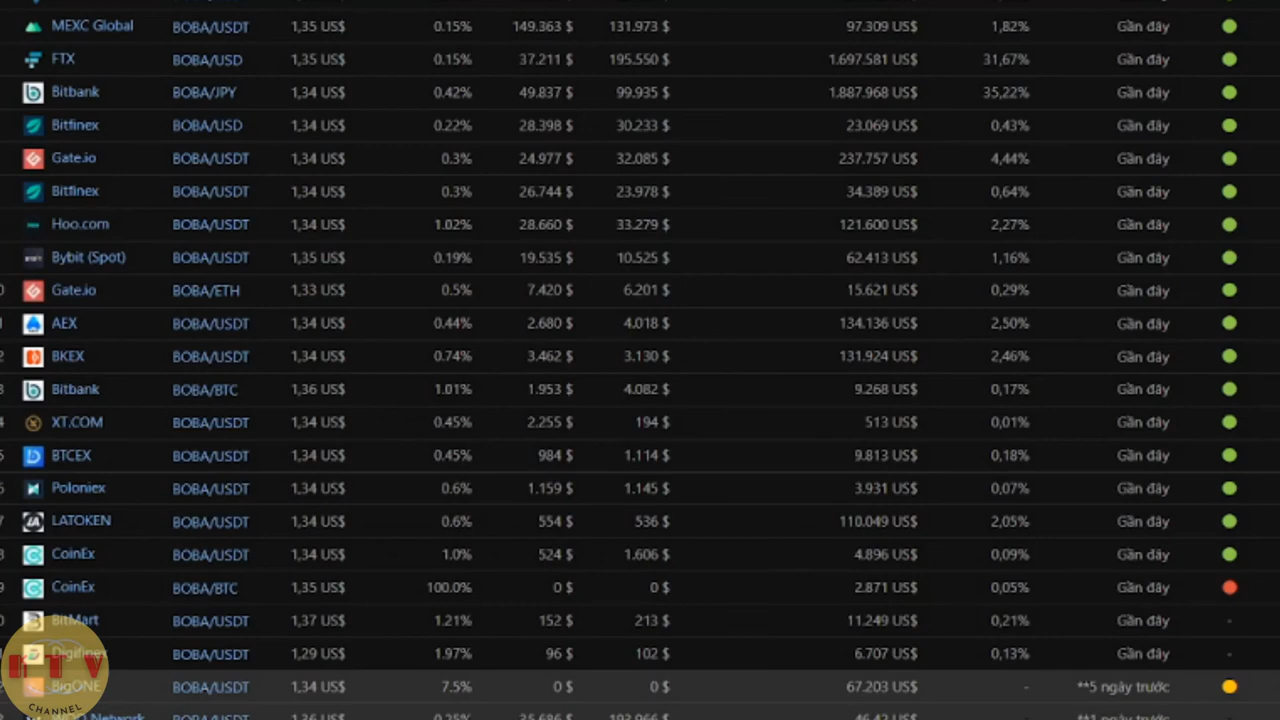 MEXC Global BOBA/USDT 1,35 US$ 0.15% 149.363 $ 131.973 $ 97.309 US$ 1,82% Gần đây
FTX BOBA/USD 1,35 US$ 0.15% 37.211 $ 195.550 $ 1.697.581 US$ 31,67% Gần đây
Bitbank BOBA/JPY 1,34 US$ 0.42% 49.837 $ 99.935 $ 1.887.968 US$ 35,22% Gần đây
Bitfinex BOBA/USD 1,34 US$ 0.22% 28.398 $ 30.233 $ 23.069 US$ 0,43% Gần đây
Gate.io BOBA/USDT 1,34 US$ 0.3% 24.977 $ 32.085 $ 237.757 US$ 4,44% Gần đây
Bitfinex BOBA/USDT 1,34 US$ 0.3% 26.744 $ 23.978 $ 34.389 US$ 0,64% Gần đây
Hoo.com BOBA/USDT 1,34 US$ 1.02% 28.660 $ 33.279 $ 121.600 US$ 2,27% Gần đây
Bybit (Spot) BOBA/USDT 1,35 US$ 0.19% 19.535 $ 10.525 $ 62.413 US$ 1,16% Gần đây
0 Gate.io BOBA/ETH 1,33 US$ 0.5% 7.420 $ 6.201 $ 15.621 US$ 0,29% Gần đây
1 AEX BOBA/USDT 1,34 US$ 0.44% 2.680 $ 4.018 $ 134.136 US$ 2,50% Gần đây
2 BKEX BOBA/USDT 1,34 US$ 0.74% 3.462 $ 3.130 $ 131.924 US$ 2,46% Gần đây
3 Bitbank BOBA/BTC 1,36 US$ 1.01% 1.953 $ 4.082 $ 9.268 US$ 0,17% Gần đây
4 XT.COM BOBA/USDT 1,34 US$ 0.45% 2.255 $ 194 $ 513 US$ 0,01% Gần đây
5 BTCEX BOBA/USDT 1,34 US$ 0.45% 984 $ 1.114 $ 9.813 US$ 0,18% Gần đây
6 Poloniex BOBA/USDT 1,34 US$ 0.6% 1.159 $ 1.145 $ 3.931 US$ 0,07% Gần đây
7 LATOKEN BOBA/USDT 1,34 US$ 0.6% 554 $ 536 $ 110.049 US$ 2,05% Gần đây
8 CoinEx BOBA/USDT 1,34 US$ 1.0% 524 $ 1.606 $ 4.896 US$ 0,09% Gần đây
9 CoinEx BOBA/BTC 1,35 US$ 100.0% 0 $ 0 $ 2.871 US$ 0,05% Gần đây
0 BitMart BOBA/USDT 1,37 US$ 1.21% 152 $ 213 $ 11.249 US$ 0,21% Gần đây -
Digifinex BOBA/USDT 1,29 US$ 1.97% 96 $ 102 $ 6.707 US$ 0,13% Gần đây -
BigONE BOBA/USDT 1,34 US$ 7.5% 0 $ 0 $ 67.203 US$ - **5 ngày trước
KTV
CHANNEL